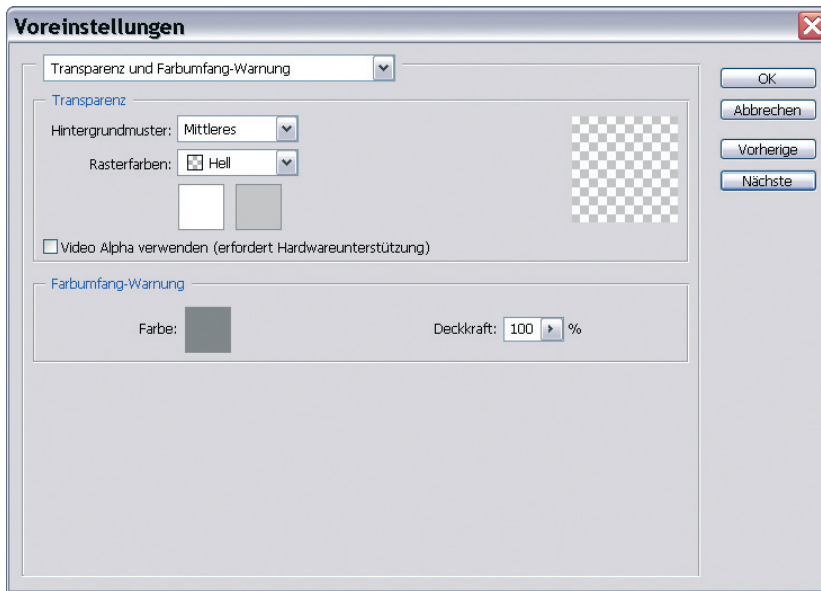 Voreinstellungen
Transparenz und Farbumfang-Warnung
OK
Abbrechen
Vorherige
Nächste
Transparenz
Hintergrundmuster: Mittleres
Rasterfarben: Hell
Video Alpha verwenden (erfordert Hardwareunterstützung)
Farbumfang-Warnung
Farbe:
Deckkraft: 100 %